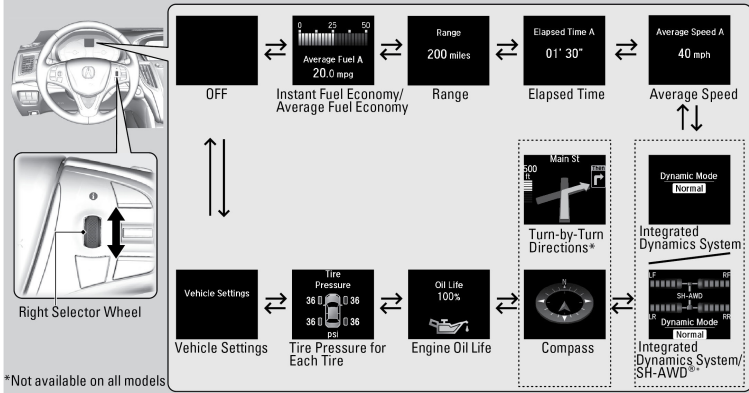 0 25 50
Average Fuel A
20.0 mpg
Range
200 miles
Elapsed Time A
01' 30"
Average Speed A
40 mph
OFF
Instant Fuel Economy/
Average Fuel Economy
Range
Elapsed Time
Average Speed
Main St
500
ft
Then
Turn-by-Turn
Directions*
Dynamic Mode
Normal
Integrated
Dynamics System
Right Selector Wheel
Vehicle Settings
Vehicle Settings
Tire
Pressure
36 36
36 36
psi
Tire Pressure for
Each Tire
Oil Life
100%
Engine Oil Life
N
Compass
LF RF
SH-AWD
LR RR
Dynamic Mode
Normal
Integrated
Dynamics System/
SH-AWD®*
*Not available on all models